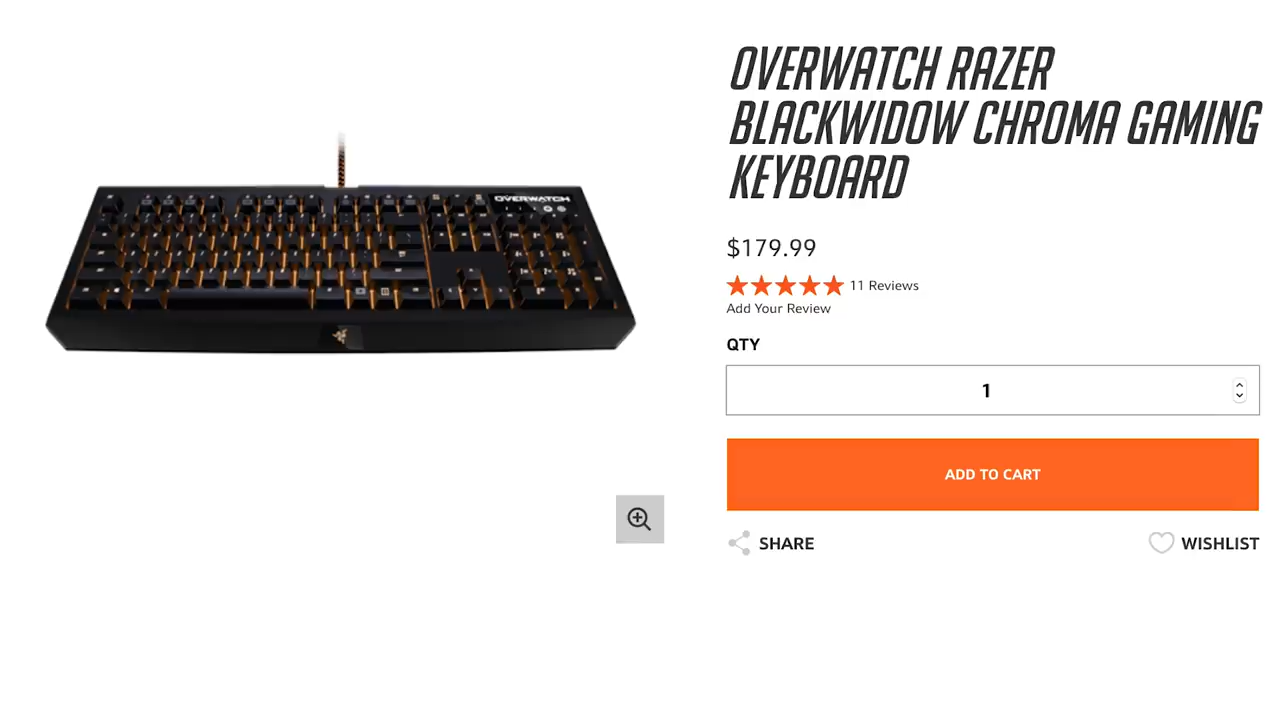 OVERWATCH RAZER
BLACKWIDOW CHROMA GAMING
KEYBOARD
$179.99
11 Reviews
Add Your Review
QTY
1
ADD TO CART
SHARE
WISHLIST
OVERWATCH